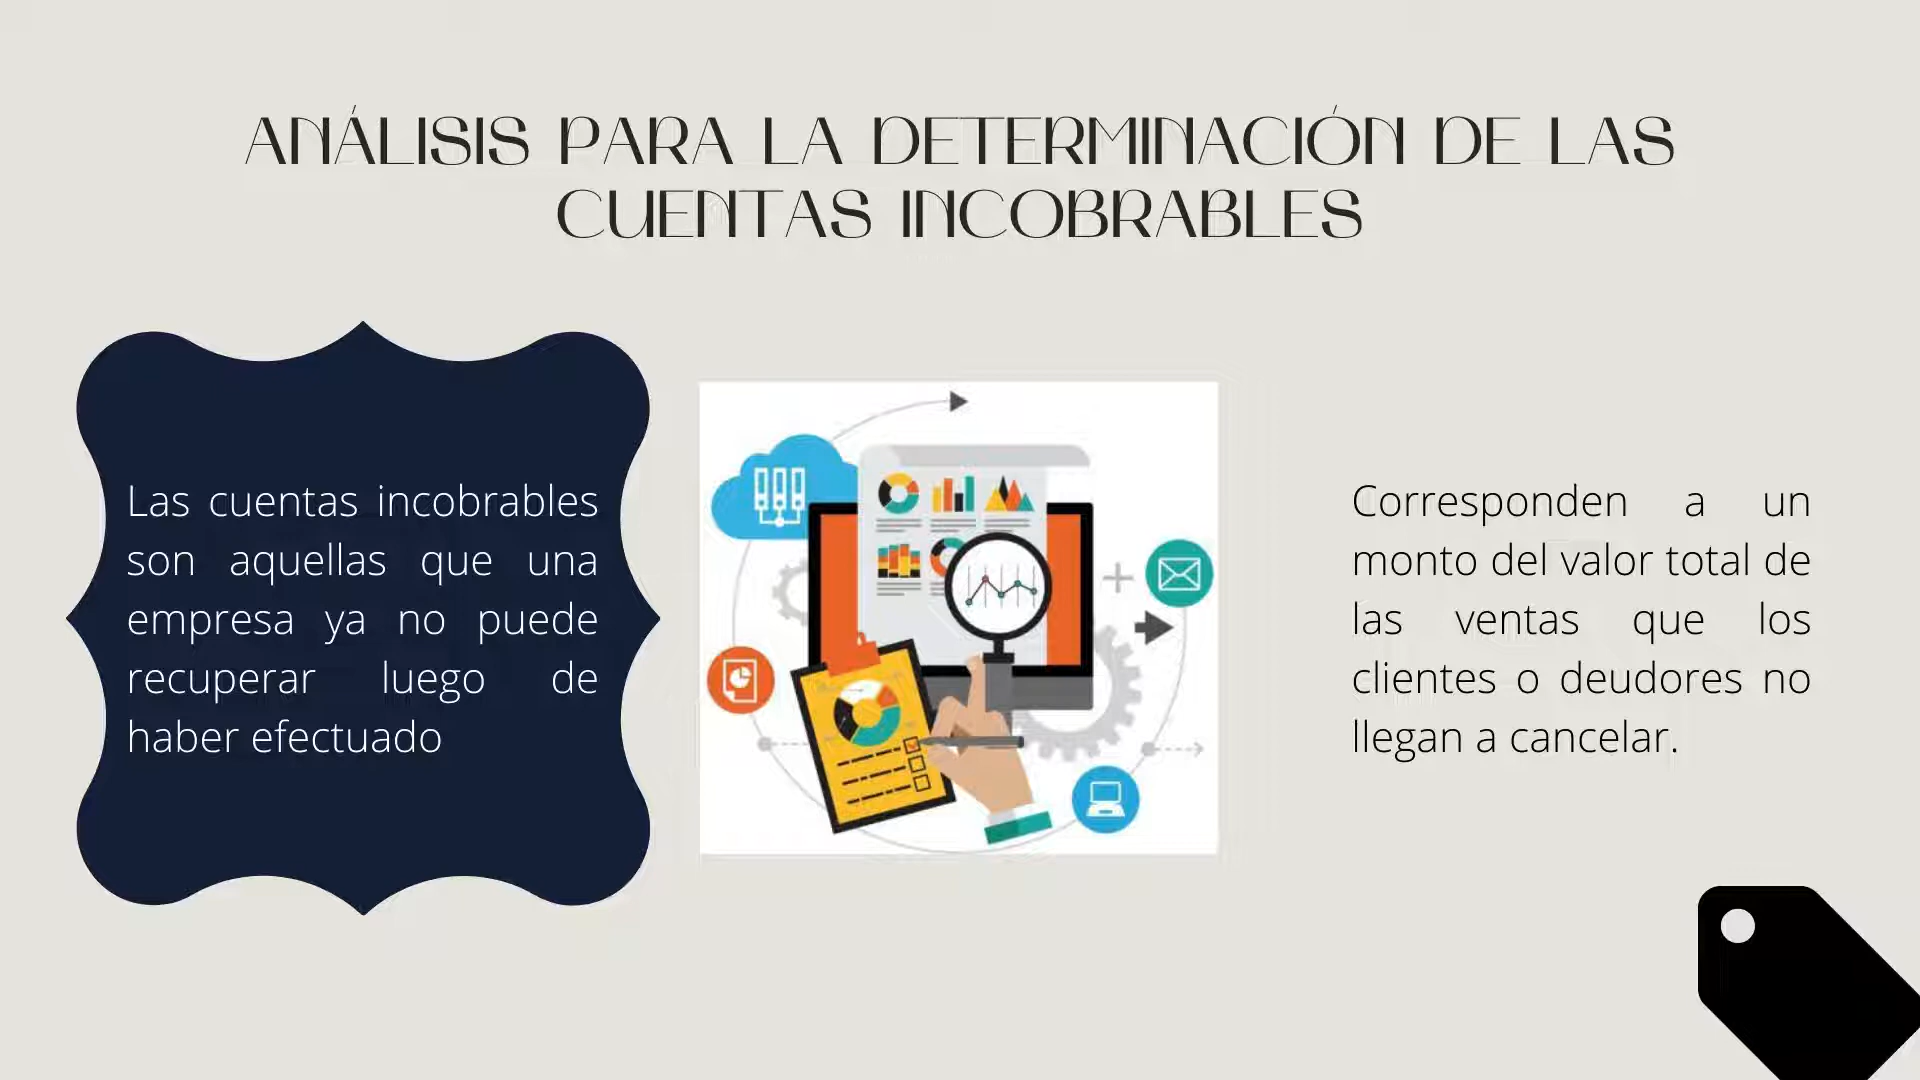 ANÁLISIS PARA LA DETERMINACIÓN DE LAS
CUENTAS INCOBRABLES
Las cuentas incobrables
son aquellas que una
empresa ya no puede
recuperar luego de
haber efectuado
Corresponden a un
monto del valor total de
las ventas que los
clientes o deudores no
llegan a cancelar.